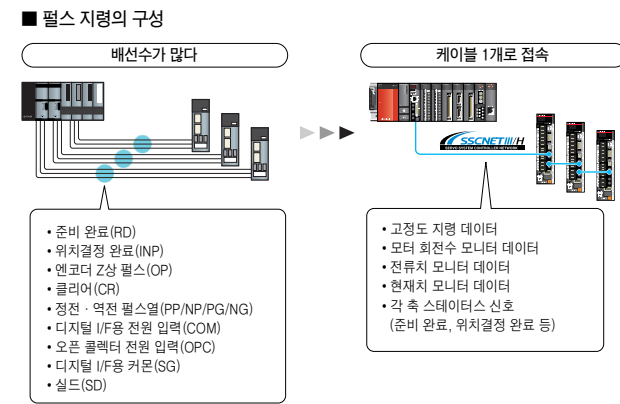 ■ 펄스 지령의 구성
배선수가 많다
• 준비 완료(RD)
• 위치결정 완료(INP)
• 엔코더 Z상 펄스(OP)
• 클리어(CR)
• 정전 · 역전 펄스열(PP/NP/PG/NG)
• 디지털 I/F용 전원 입력(COM)
• 오픈 콜렉터 전원 입력(OPC)
• 디지털 I/F용 커몬(SG)
• 실드(SD)
케이블 1개로 접속
SSCNETIII/H
SERVO SYSTEM CONTROLLER NETWORK
• 고정도 지령 데이터
• 모터 회전수 모니터 데이터
• 전류치 모니터 데이터
• 현재치 모니터 데이터
• 각 축 스테이터스 신호
(준비 완료, 위치결정 완료 등)